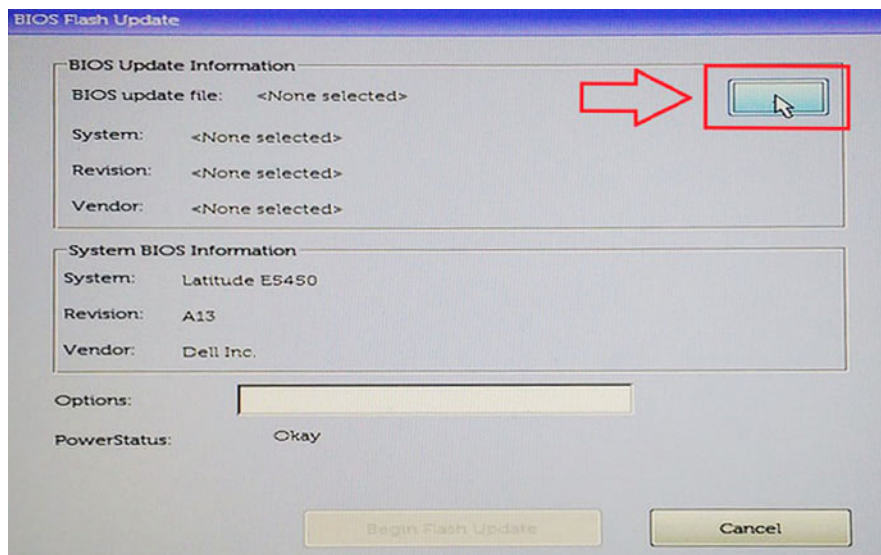 BIOS Flash Update
BIOS Update Information
BIOS update file: <None selected>
System: <None selected>
Revision: <None selected>
Vendor: <None selected>
System BIOS Information
System: Latitude E5450
Revision: A13
Vendor: Dell Inc.
Options:
PowerStatus: Okay
Begin Flash Update
Cancel